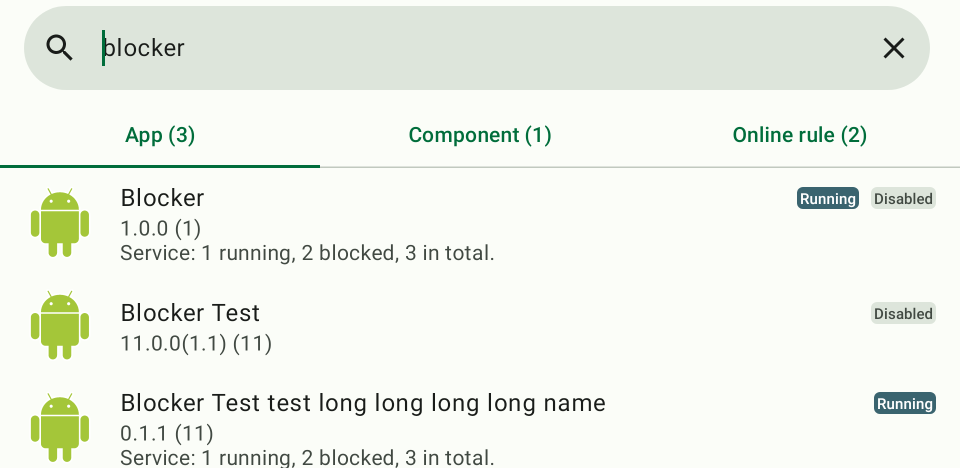 blocker
App (3) Component (1) Online rule (2)
Blocker Running Disabled
1.0.0 (1)
Service: 1 running, 2 blocked, 3 in total.
Blocker Test Disabled
11.0.0(1.1) (11)
Blocker Test test long long long long name Running
0.1.1 (11)
Service: 1 running, 2 blocked, 3 in total.